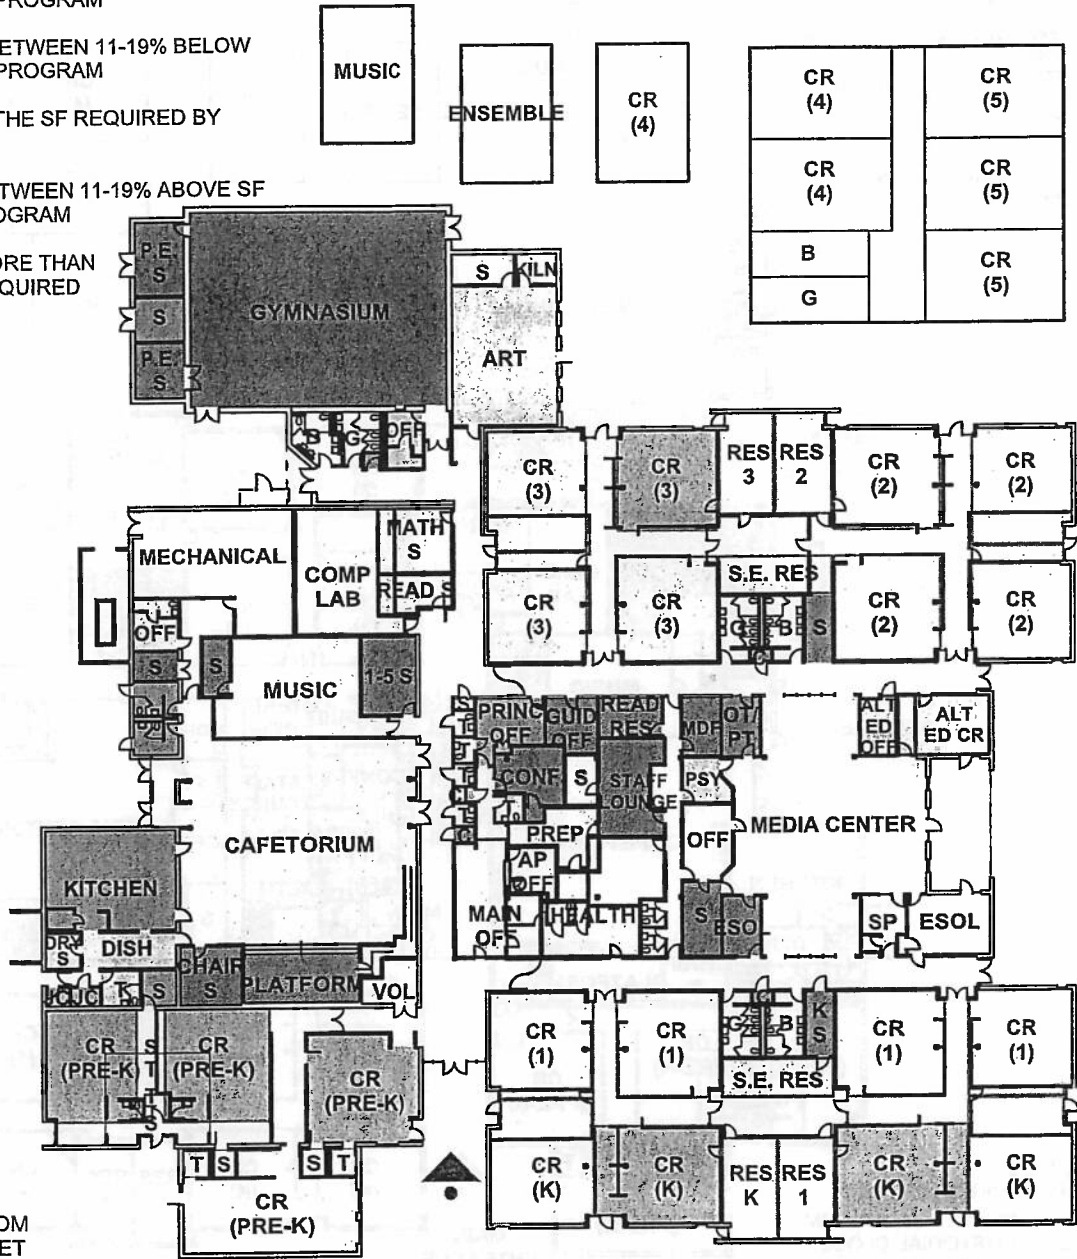 PROGRAM
ETWEEN 11-19% BELOW
PROGRAM
THE SF REQUIRED BY
TWEEN 11-19% ABOVE SF
OGRAM
ORE THAN
QUIRED
MUSIC
ENSEMBLE
CR
(4)
CR
(4)
CR
(5)
CR
(4)
CR
(5)
B
G
CR
(5)
P.E.
S
S
P.E.
S
GYMNASIUM
S
KILN
ART
B
G
OFF
CR
(3)
CR
(3)
RES
3
RES
2
CR
(2)
CR
(2)
MECHANICAL
COMP
LAB
MATH
S
READ S
S.E. RES
CR
(3)
CR
(3)
G
B
S
CR
(2)
CR
(2)
OFF
S
S
MUSIC
1-5 S
S
PRINC
OFF
GUID
OFF
READ
RES
MDF
OT/
PT
ALT
ED
OFF
ALT
ED CR
T
T
CONF
S
STAFF
LOUNGE
PSY
T
C
PREP
OFF
MEDIA CENTER
CAFETORIUM
KITCHEN
AP
OFF
MAIN
OF
HEALTH
S
ESO
SP
ESOL
DRY
S
DISH
CHAIR
S
PLATFORM
VOL
JC
JC
T
S
CR
(PRE-K)
S
T
S
CR
(PRE-K)
CR
(PRE-K)
CR
(1)
CR
(1)
G
B
K
S
CR
(1)
CR
(1)
S.E. RES
T
S
S
T
CR
(PRE-K)
CR
(K)
CR
(K)
RES
K
RES
1
CR
(K)
CR
(K)
OM
ET